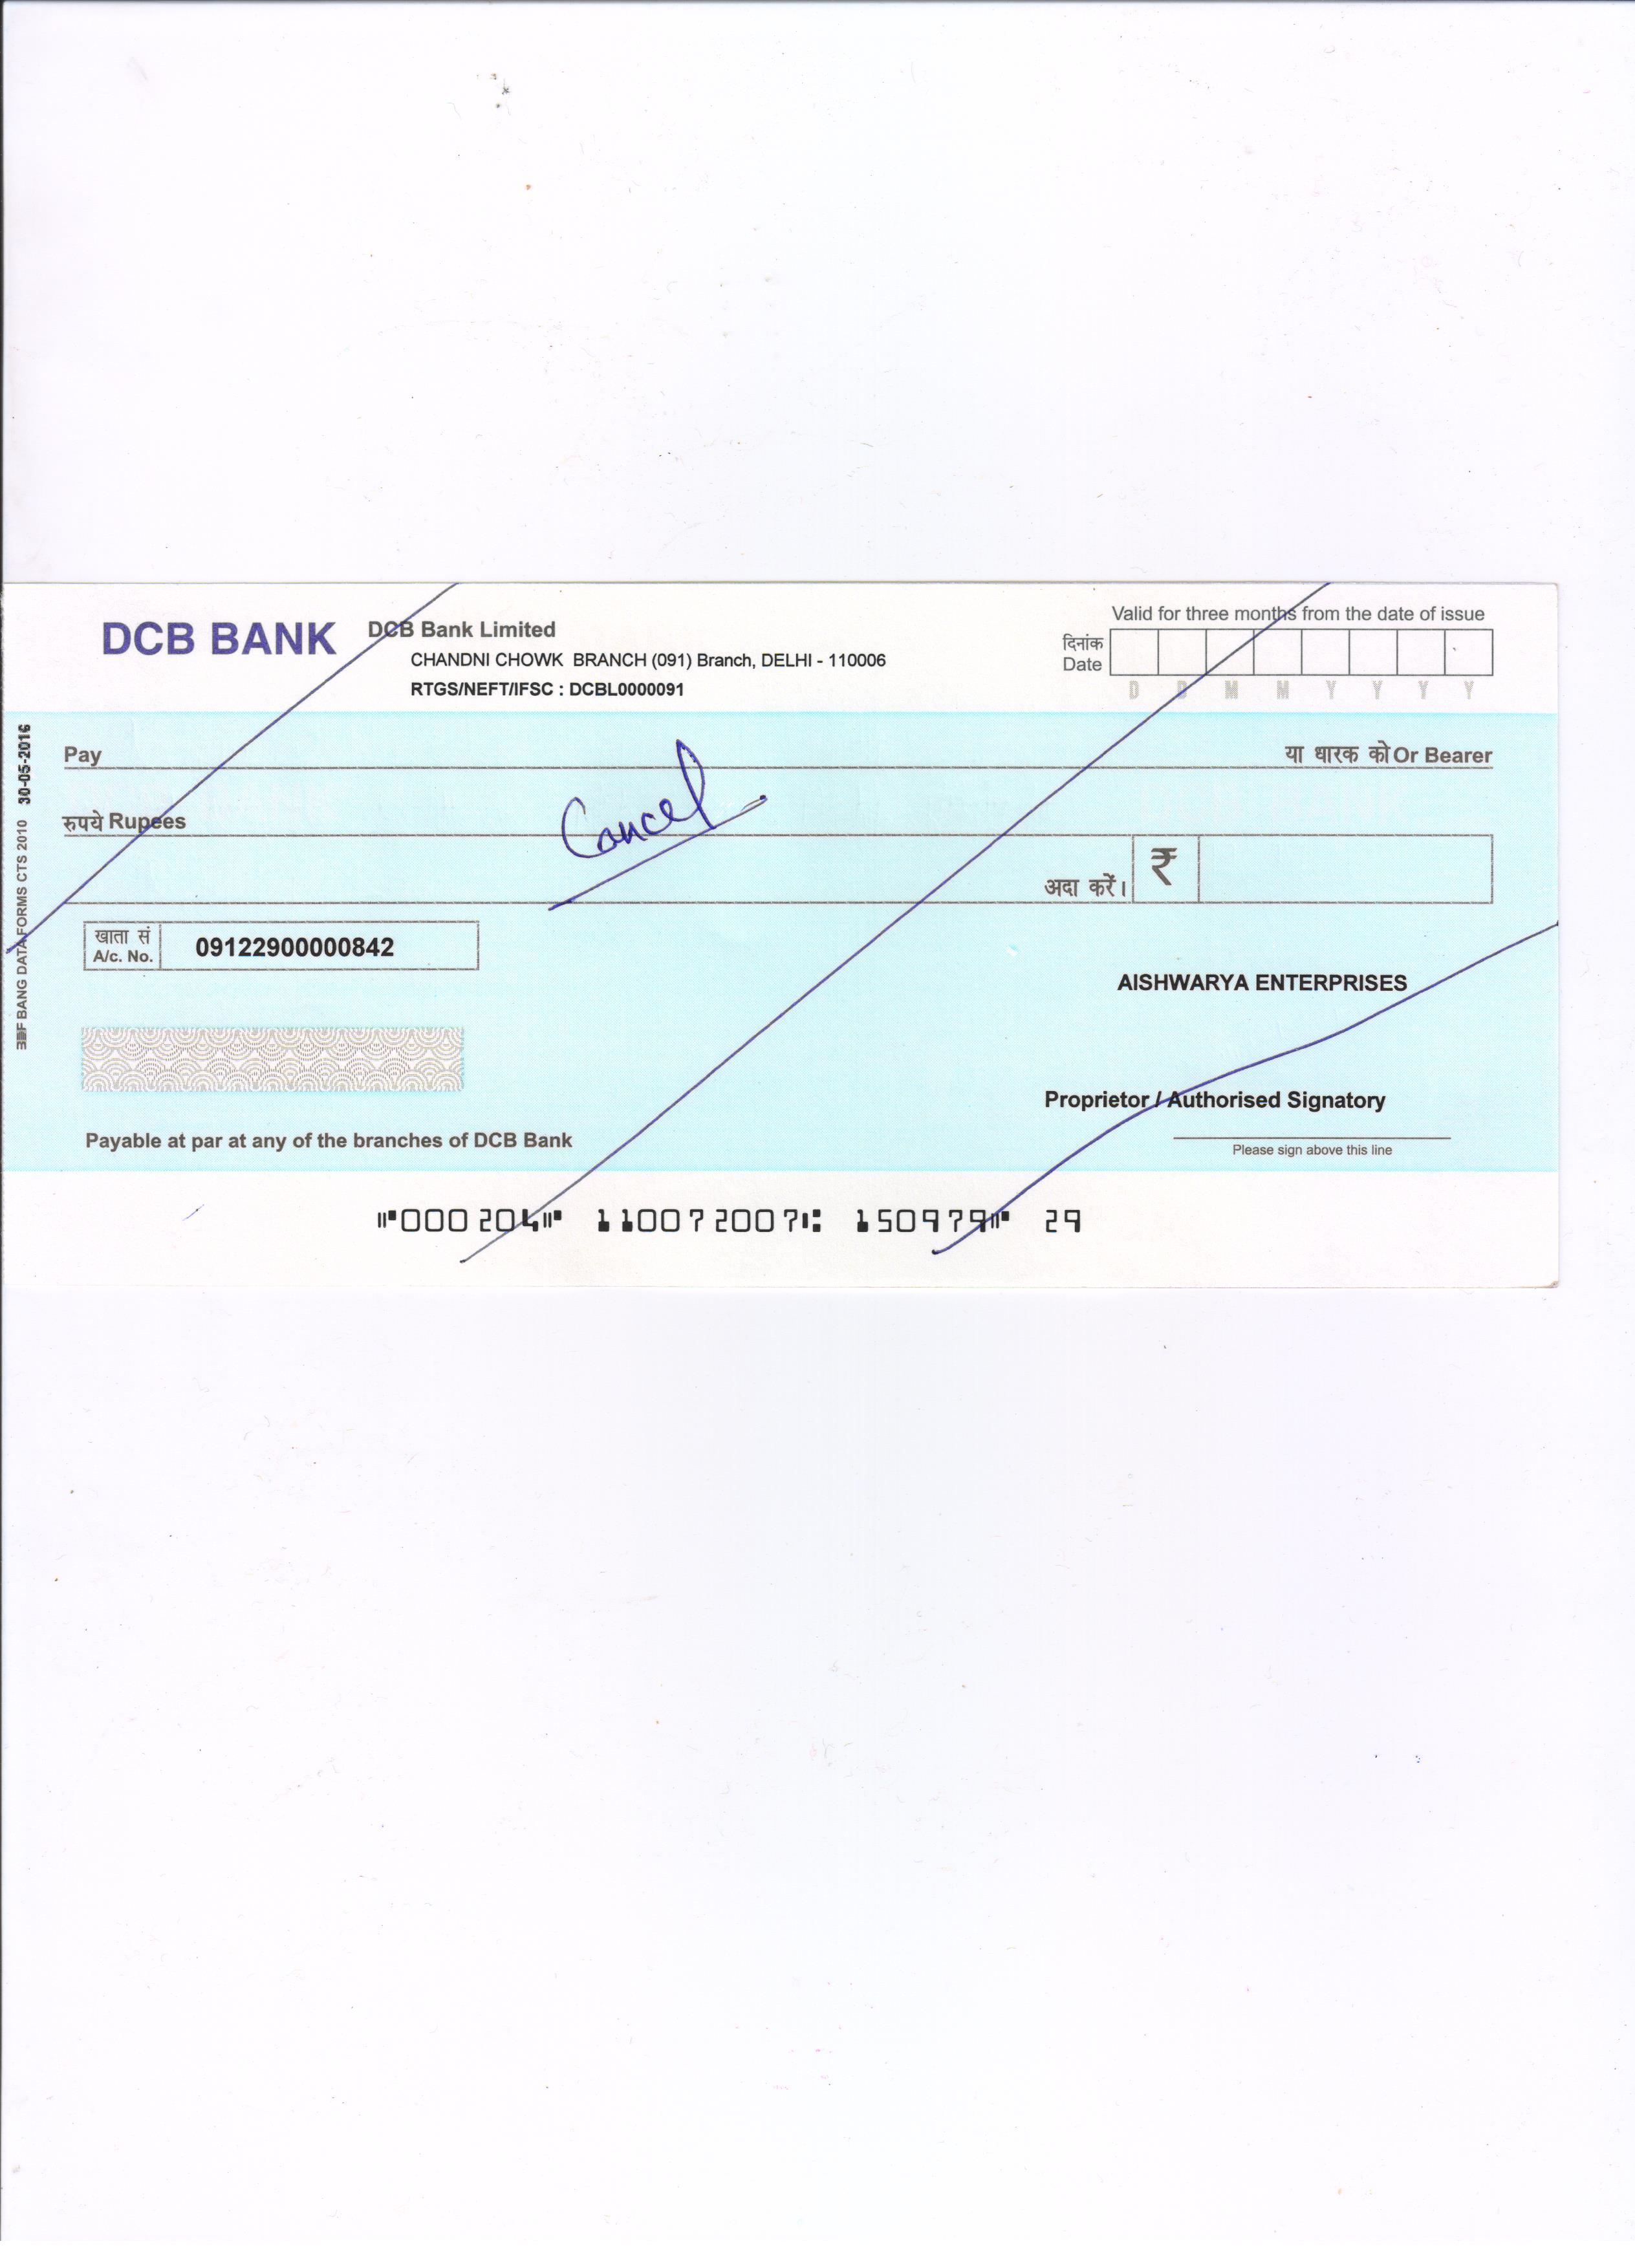 Valid for three months from the date of issue
DCB BANK
DCB Bank Limited
CHANDNI CHOWK BRANCH (091) Branch, DELHI - 110006
RTGS/NEFT/IFSC : DCBL0000091
दिनांक
Date
D D M M Y Y Y Y
Pay
या धारक को Or Bearer
रुपये Rupees
Cancel
अदा करें।
₹
खाता सं
A/c. No.
09122900000842
AISHWARYA ENTERPRISES
Proprietor / Authorised Signatory
Payable at par at any of the branches of DCB Bank
Please sign above this line
⑈000204⑈ 110072007⑆ 150979⑈ 29
BANG DATA FORMS CTS 2010 30-05-2016